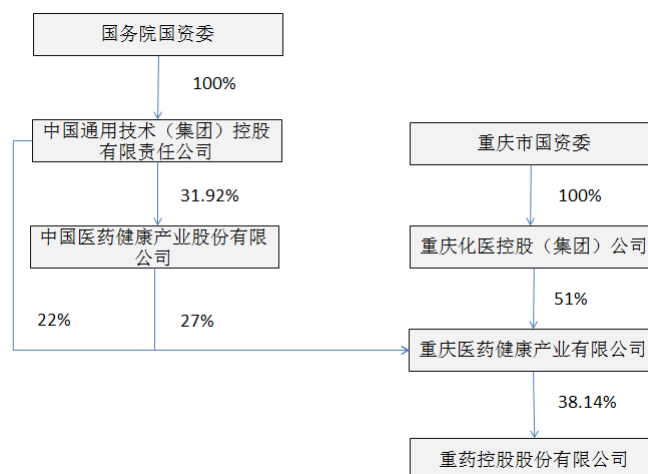 国务院国资委
100%
中国通用技术（集团）控股
有限责任公司
重庆市国资委
31.92%
100%
中国医药健康产业股份有限
公司
重庆化医控股（集团）公司
51%
22%
27%
重庆医药健康产业有限公司
38.14%
重药控股股份有限公司